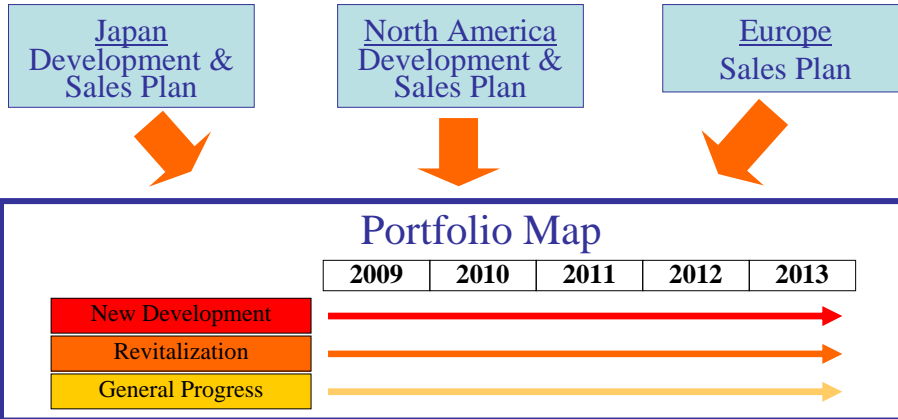 Japan
Development &
Sales Plan
North America
Development &
Sales Plan
Europe
Sales Plan
Portfolio Map
2009 2010 2011 2012 2013
New Development
Revitalization
General Progress